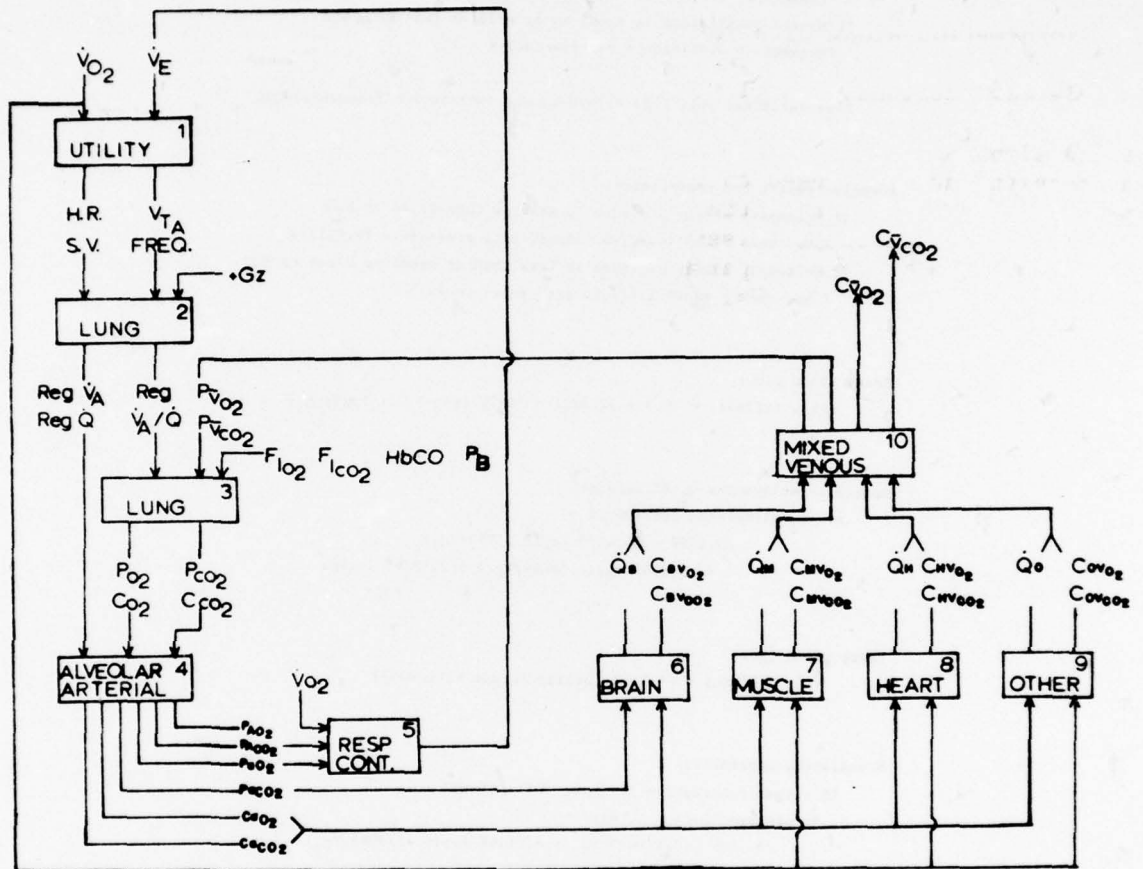 V̇O₂ V̇E
1
UTILITY
H.R. V_TA
S.V. FREQ.
+Gz
2
LUNG
Reg V̇A Reg Pv̄O₂
Reg Q̇ V̇A/Q̇ Pv̄CO₂
FIO₂ FICO₂ HbCO PB
3
LUNG
PO₂ PCO₂
CO₂ CCO₂
4
ALVEOLAR
ARTERIAL
V̇O₂
PAO₂
PACO₂
PaO₂
PaCO₂
CaO₂
CaCO₂
5
RESP
CONT.
Cv̄CO₂
Cv̄O₂
10
MIXED
VENOUS
Q̇B CBVO₂ Q̇M CMVO₂ Q̇H CHVO₂ Q̇O COVO₂
CBVCO₂ CMVCO₂ CHVCO₂ COVCO₂
6 7 8 9
BRAIN MUSCLE HEART OTHER